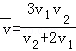 v̅ = 3v₁v₂ / (v₂+2v₁)